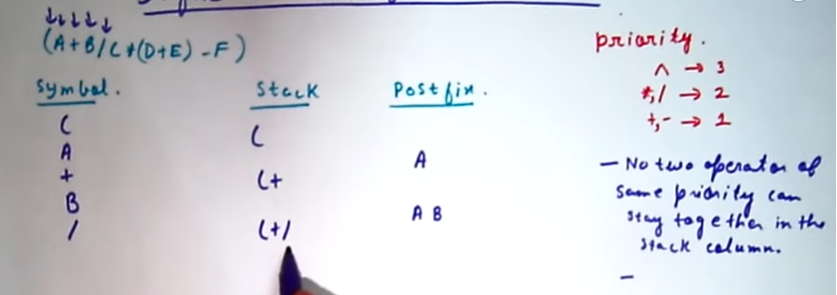 (A+B/C*(D+E)-F)
Symbol.
Stack
Postfix.
(
(
A
A
+
(+
B
A B
/
(+/
priority.
^ → 3
*,/ → 2
+,- → 1
- No two operator of
same priority can
stay together in the
stack column.
-